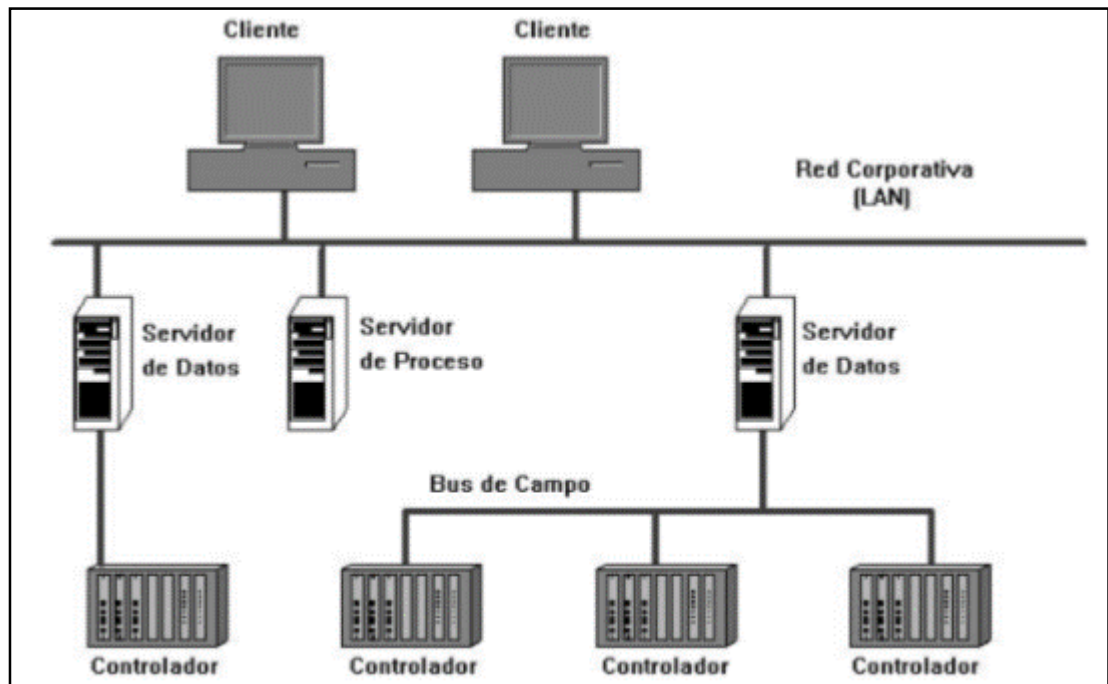 Cliente
Cliente
Red Corporativa
(LAN)
Servidor
de Datos
Servidor
de Proceso
Servidor
de Datos
Bus de Campo
Controlador
Controlador
Controlador
Controlador